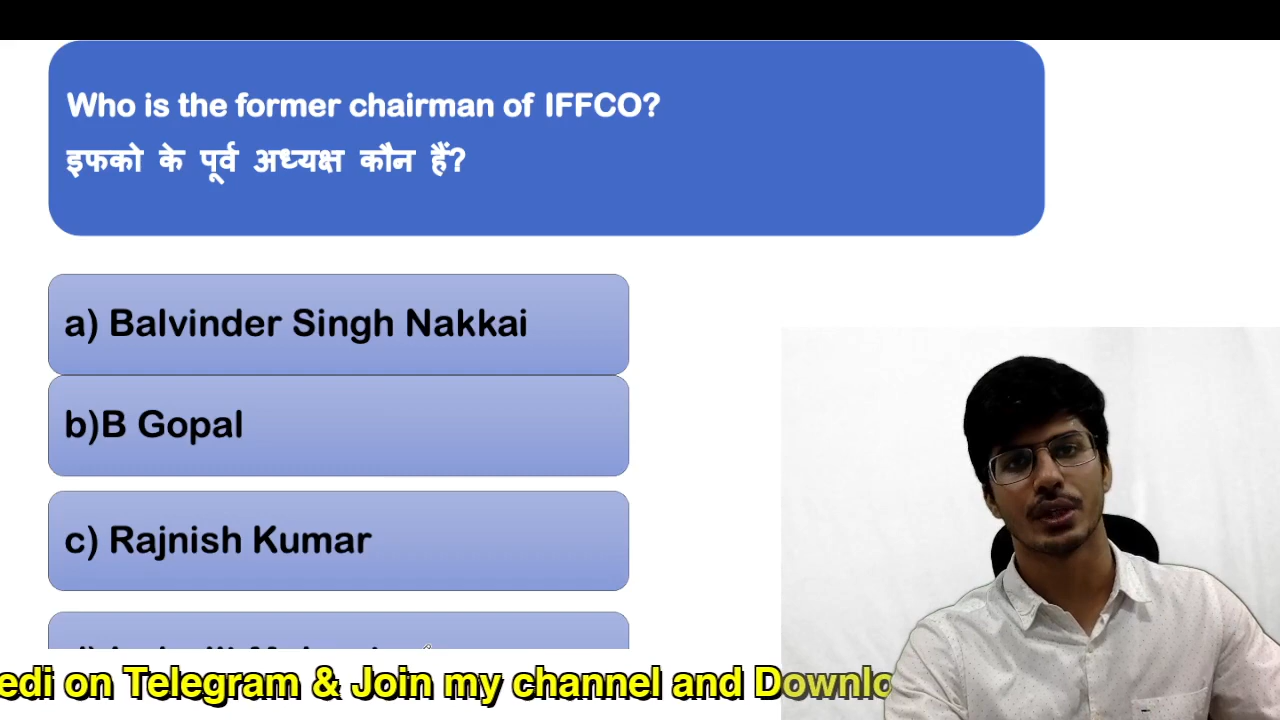 Who is the former chairman of IFFCO?
इफको के पूर्व अध्यक्ष कौन हैं?
a) Balvinder Singh Nakkai
b)B Gopal
c) Rajnish Kumar
edi on Telegram & Join my channel and Downlo